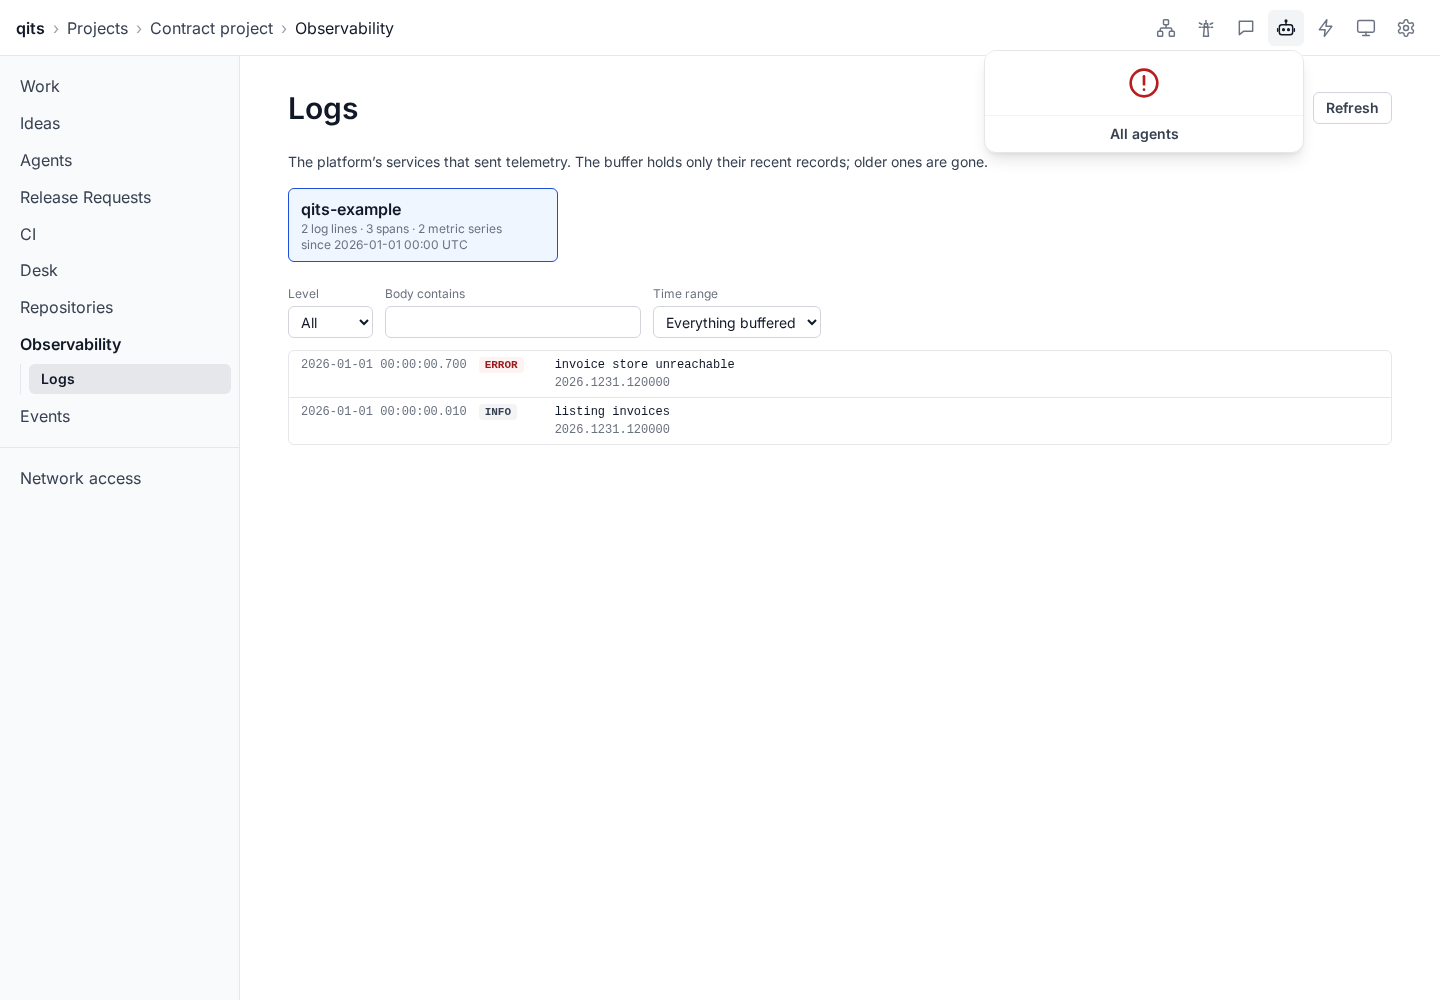 qits › Projects › Contract project › Observability
Work
Ideas
Agents
Release Requests
CI
Desk
Repositories
Observability
Logs
Events
Network access
All agents
Logs
Refresh
The platform’s services that sent telemetry. The buffer holds only their recent records; older ones are gone.
qits-example
2 log lines · 3 spans · 2 metric series
since 2026-01-01 00:00 UTC
Level Body contains Time range
All Everything buffered
2026-01-01 00:00:00.700 ERROR invoice store unreachable
2026.1231.120000
2026-01-01 00:00:00.010 INFO listing invoices
2026.1231.120000